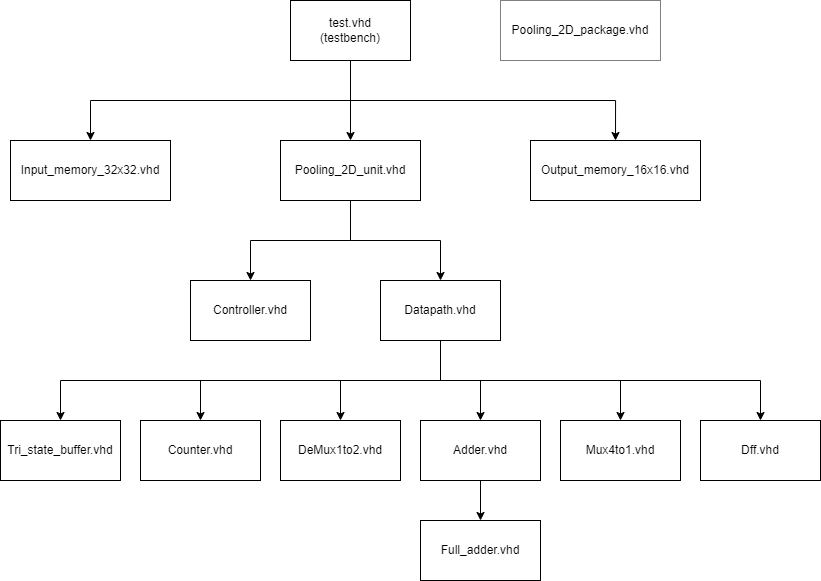 test.vhd
(testbench)
Pooling_2D_package.vhd
Input_memory_32x32.vhd
Pooling_2D_unit.vhd
Output_memory_16x16.vhd
Controller.vhd
Datapath.vhd
Tri_state_buffer.vhd
Counter.vhd
DeMux1to2.vhd
Adder.vhd
Mux4to1.vhd
Dff.vhd
Full_adder.vhd